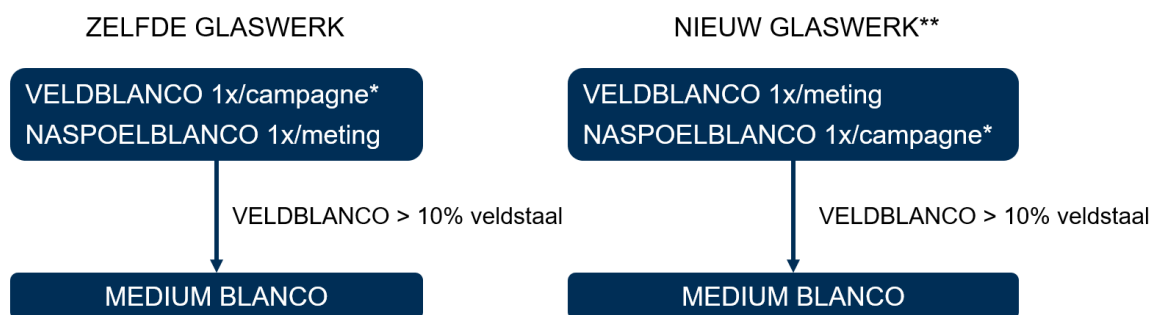 ZELFDE GLASWERK
VELDBLANCO 1x/campagne*
NASPOELBLANCO 1x/meting
VELDBLANCO > 10% veldstaal
MEDIUM BLANCO
NIEUW GLASWERK**
VELDBLANCO 1x/meting
NASPOELBLANCO 1x/campagne*
VELDBLANCO > 10% veldstaal
MEDIUM BLANCO